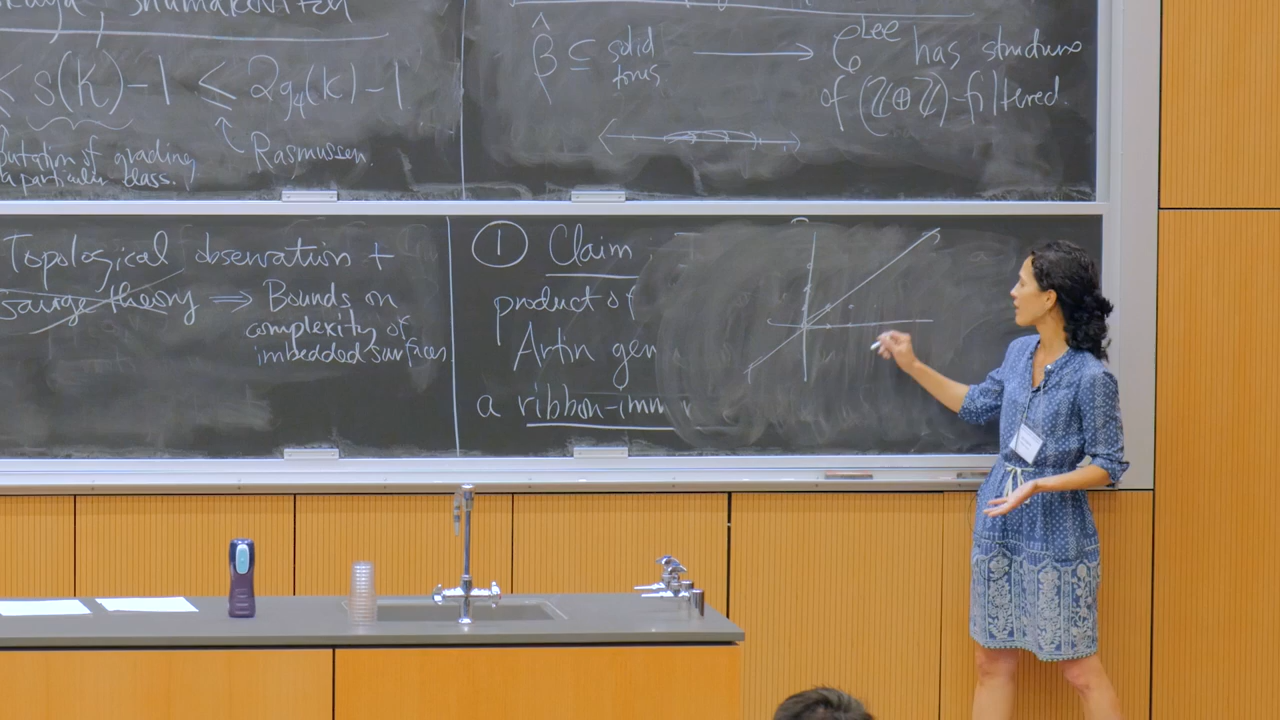 Shumakovitch
≤ s(K)-1 ≤ 2g₄(K)-1
Rasmussen.
of grading
a particular class.
β̂ ⊆ solid torus ⟶ 𝒞^Lee has structure
of (ℤ⊕ℤ)-filtered.
Topological observation +
gauge theory ⟹ Bounds on
complexity of
imbedded surfaces
① Claim
product of
Artin gen
a ribbon-imm